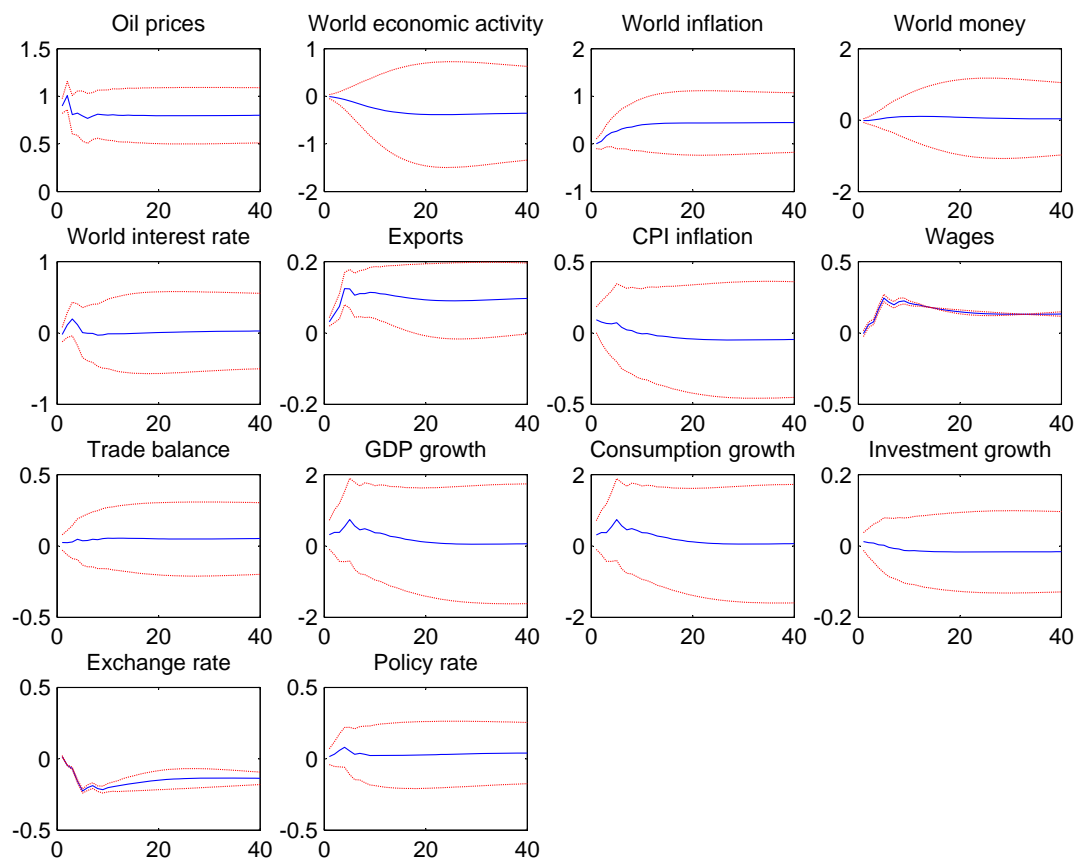 Oil prices
1.5
1
0.5
0
0 20 40
World economic activity
1
0
-1
-2
0 20 40
World inflation
2
1
0
-1
0 20 40
World money
2
0
-2
0 20 40
World interest rate
1
0
-1
0 20 40
Exports
0.2
0
-0.2
0 20 40
CPI inflation
0.5
0
-0.5
0 20 40
Wages
0.5
0
-0.5
0 20 40
Trade balance
0.5
0
-0.5
0 20 40
GDP growth
2
0
-2
0 20 40
Consumption growth
2
0
-2
0 20 40
Investment growth
0.2
0
-0.2
0 20 40
Exchange rate
0.5
0
-0.5
0 20 40
Policy rate
0.5
0
-0.5
0 20 40